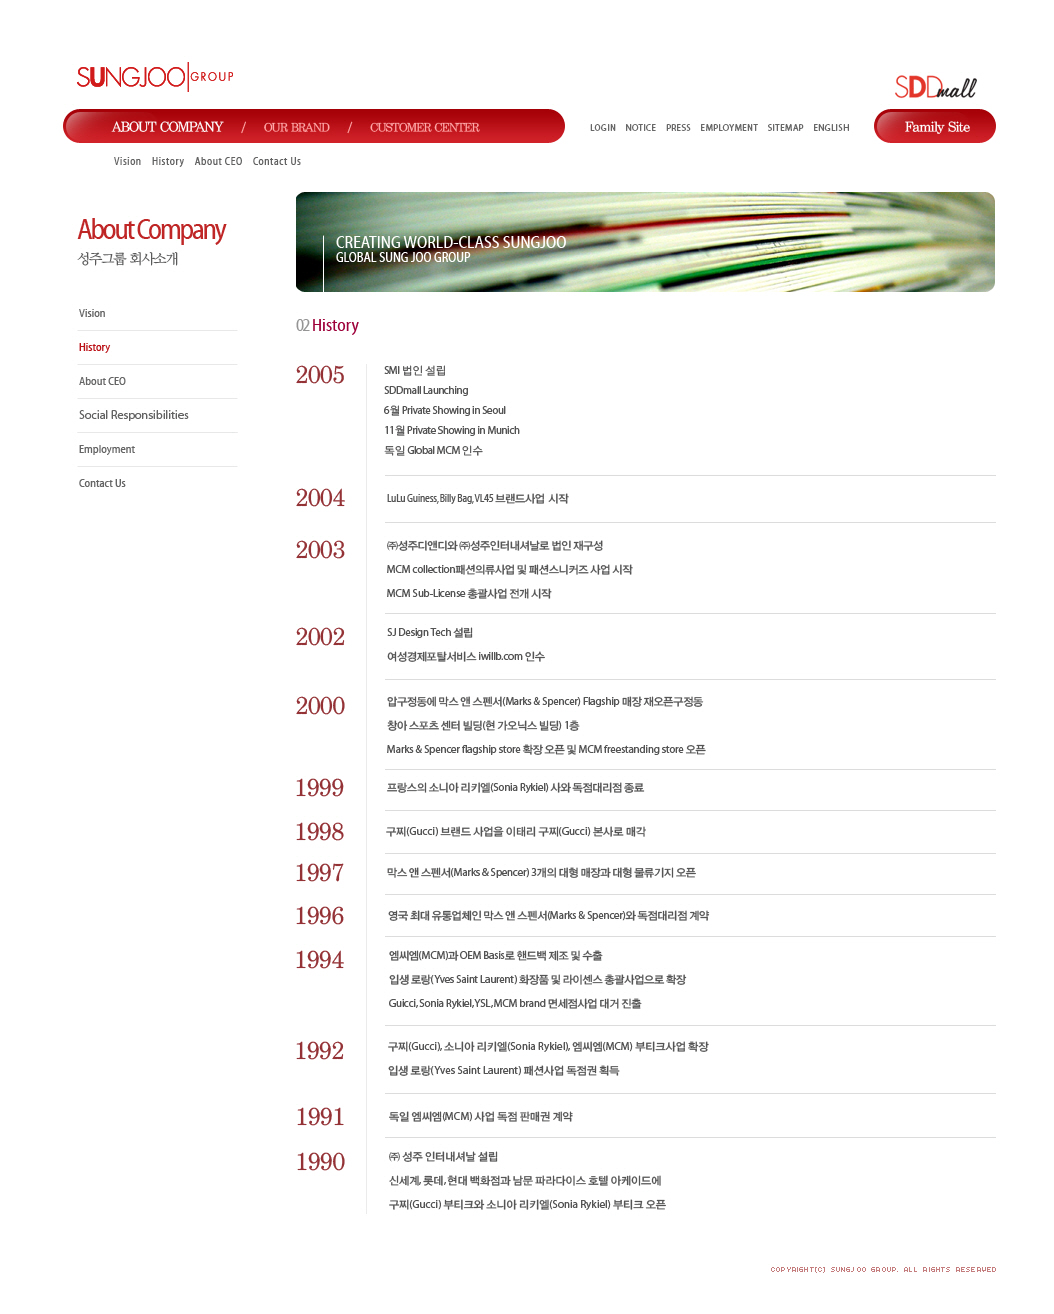 SUNGJOO GROUP
SDDmall
ABOUT COMPANY / OUR BRAND / CUSTOMER CENTER
LOGIN NOTICE PRESS EMPLOYMENT SITEMAP ENGLISH
Family Site
Vision History About CEO Contact Us
About Company
성주그룹 회사소개
Vision
History
About CEO
Social Responsibilities
Employment
Contact Us
CREATING WORLD-CLASS SUNGJOO
GLOBAL SUNG JOO GROUP
02 History
2005
SMI 법인 설립
SDDmall Launching
6월 Private Showing in Seoul
11월 Private Showing in Munich
독일 Global MCM 인수
2004
LuLu Guiness, Billy Bag, VL45 브랜드사업 시작
2003
㈜성주디앤디와 ㈜성주인터내셔날로 법인 재구성
MCM collection패션의류사업 및 패션스니커즈 사업 시작
MCM Sub-License 총괄사업 전개 시작
2002
SJ Design Tech 설립
여성경제포탈서비스 iwillb.com 인수
2000
압구정동에 막스 앤 스펜서(Marks & Spencer) Flagship 매장 재오픈구정동
창아 스포츠 센터 빌딩(현 가오닉스 빌딩) 1층
Marks & Spencer flagship store 확장 오픈 및 MCM freestanding store 오픈
1999
프랑스의 소니아 리키엘(Sonia Rykiel) 사와 독점대리점 종료
1998
구찌(Gucci) 브랜드 사업을 이태리 구찌(Gucci) 본사로 매각
1997
막스 앤 스펜서(Marks & Spencer) 3개의 대형 매장과 대형 물류기지 오픈
1996
영국 최대 유통업체인 막스 앤 스펜서(Marks & Spencer)와 독점대리점 계약
1994
엠씨엠(MCM)과 OEM Basis로 핸드백 제조 및 수출
입생 로랑(Yves Saint Laurent) 화장품 및 라이센스 총괄사업으로 확장
Guicci, Sonia Rykiel, YSL, MCM brand 면세점사업 대거 진출
1992
구찌(Gucci), 소니아 리키엘(Sonia Rykiel), 엠씨엠(MCM) 부티크사업 확장
입생 로랑(Yves Saint Laurent) 패션사업 독점권 획득
1991
독일 엠씨엠(MCM) 사업 독점 판매권 계약
1990
㈜ 성주 인터내셔날 설립
신세계, 롯데, 현대 백화점과 남문 파라다이스 호텔 아케이드에
구찌(Gucci) 부티크와 소니아 리키엘(Sonia Rykiel) 부티크 오픈
COPYRIGHT(C) SUNGJOO GROUP. ALL RIGHTS RESERVED